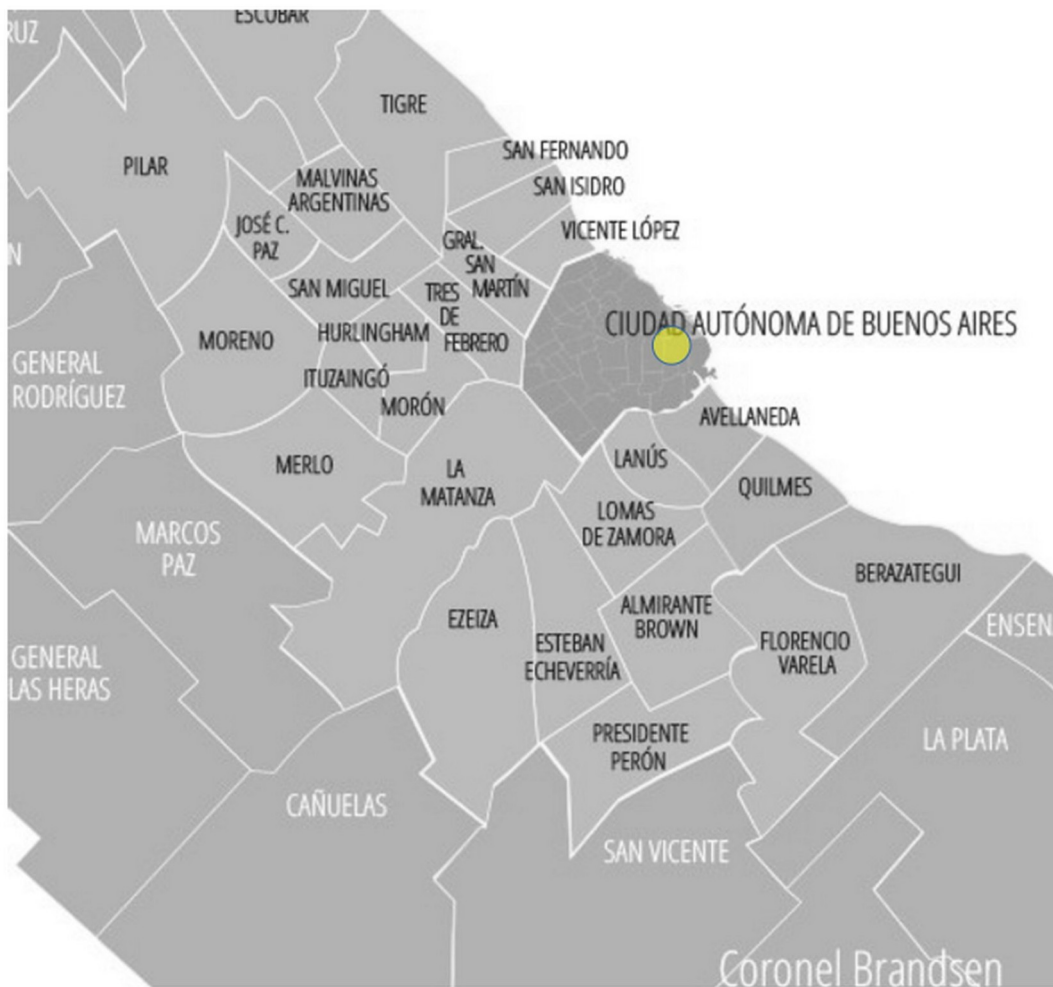 ESCOBAR
RUZ
TIGRE
SAN FERNANDO
PILAR
MALVINAS
ARGENTINAS
SAN ISIDRO
JOSÉ C.
PAZ
VICENTE LÓPEZ
GRAL.
SAN
MARTÍN
N
SAN MIGUEL
TRES
DE
FEBRERO
HURLINGHAM
CIUDAD AUTÓNOMA DE BUENOS AIRES
MORENO
GENERAL
RODRÍGUEZ
ITUZAINGÓ
MORÓN
AVELLANEDA
MERLO
LA
MATANZA
LANÚS
QUILMES
LOMAS
DE ZAMORA
MARCOS
PAZ
BERAZATEGUI
EZEIZA
ALMIRANTE
BROWN
ENSEN
ESTEBAN
ECHEVERRÍA
FLORENCIO
VARELA
GENERAL
LAS HERAS
PRESIDENTE
PERÓN
LA PLATA
CAÑUELAS
SAN VICENTE
Coronel Brandsen